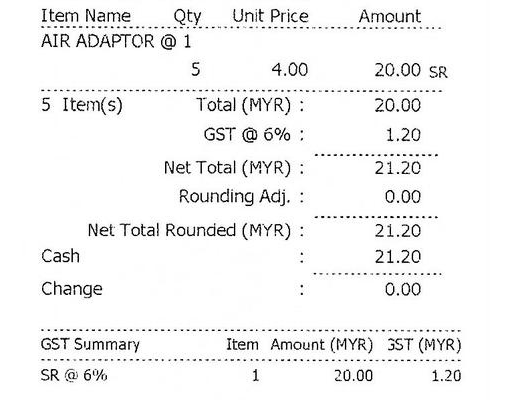 Item Name Qty Unit Price Amount
AIR ADAPTOR @ 1
5 4.00 20.00 SR
5 Item(s) Total (MYR) : 20.00
GST @ 6% : 1.20
Net Total (MYR) : 21.20
Rounding Adj. : 0.00
Net Total Rounded (MYR) : 21.20
Cash : 21.20
Change : 0.00
GST Summary Item Amount (MYR) 3ST (MYR)
SR @ 6% 1 20.00 1.20